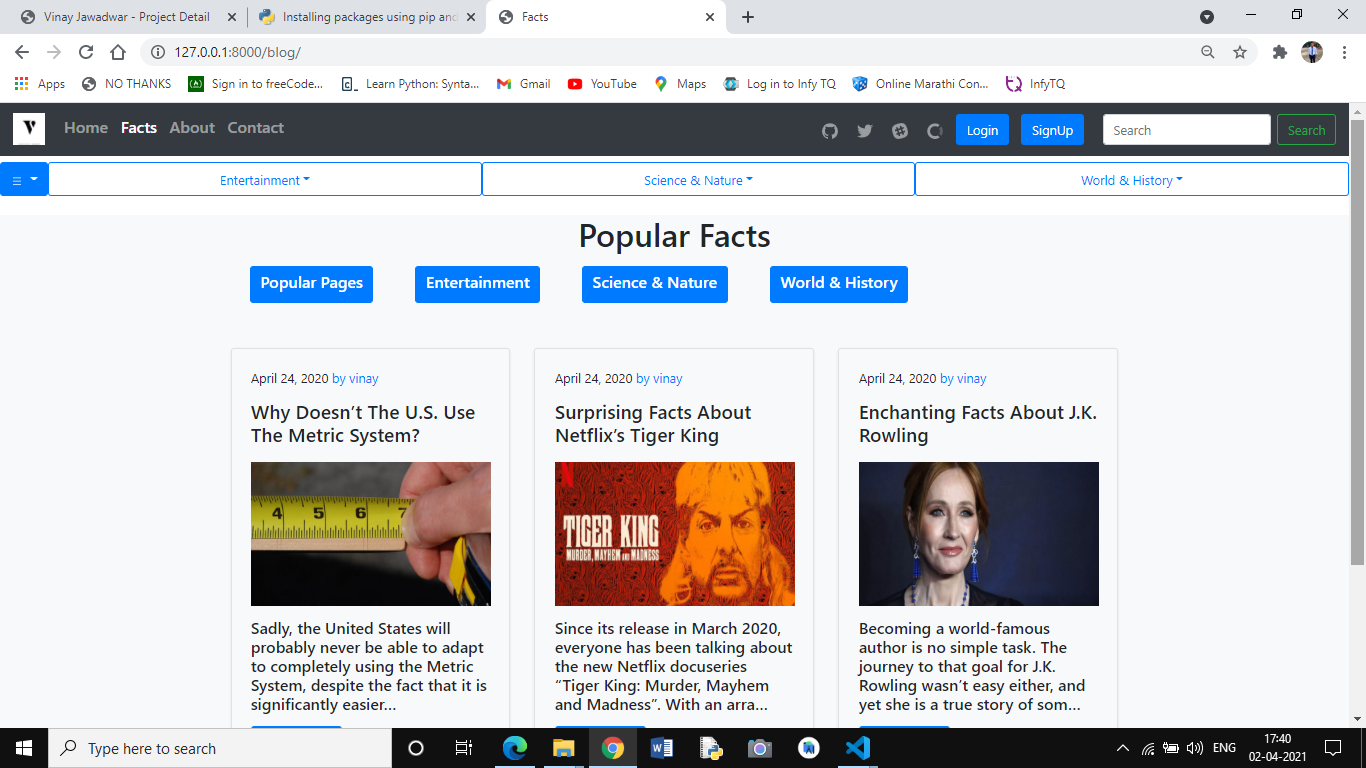 Vinay Jawadwar - Project Detail
Installing packages using pip and
Facts
127.0.0.1:8000/blog/
Apps
NO THANKS
Sign in to freeCode...
Learn Python: Synta...
Gmail
YouTube
Maps
Log in to Infy TQ
Online Marathi Con...
InfyTQ
V
Home Facts About Contact
Login
SignUp
Search
Search
Entertainment
Science & Nature
World & History
Popular Facts
Popular Pages
Entertainment
Science & Nature
World & History
April 24, 2020 by vinay
Why Doesn’t The U.S. Use
The Metric System?
4 5 6 7
Sadly, the United States will
probably never be able to adapt
to completely using the Metric
System, despite the fact that it is
significantly easier...
April 24, 2020 by vinay
Surprising Facts About
Netflix’s Tiger King
TIGER KING
MURDER, MAYHEM AND MADNESS
Since its release in March 2020,
everyone has been talking about
the new Netflix docuseries
“Tiger King: Murder, Mayhem
and Madness”. With an arra...
April 24, 2020 by vinay
Enchanting Facts About J.K.
Rowling
Becoming a world-famous
author is no simple task. The
journey to that goal for J.K.
Rowling wasn’t easy either, and
yet she is a true story of som...
Type here to search
ENG
17:40
02-04-2021